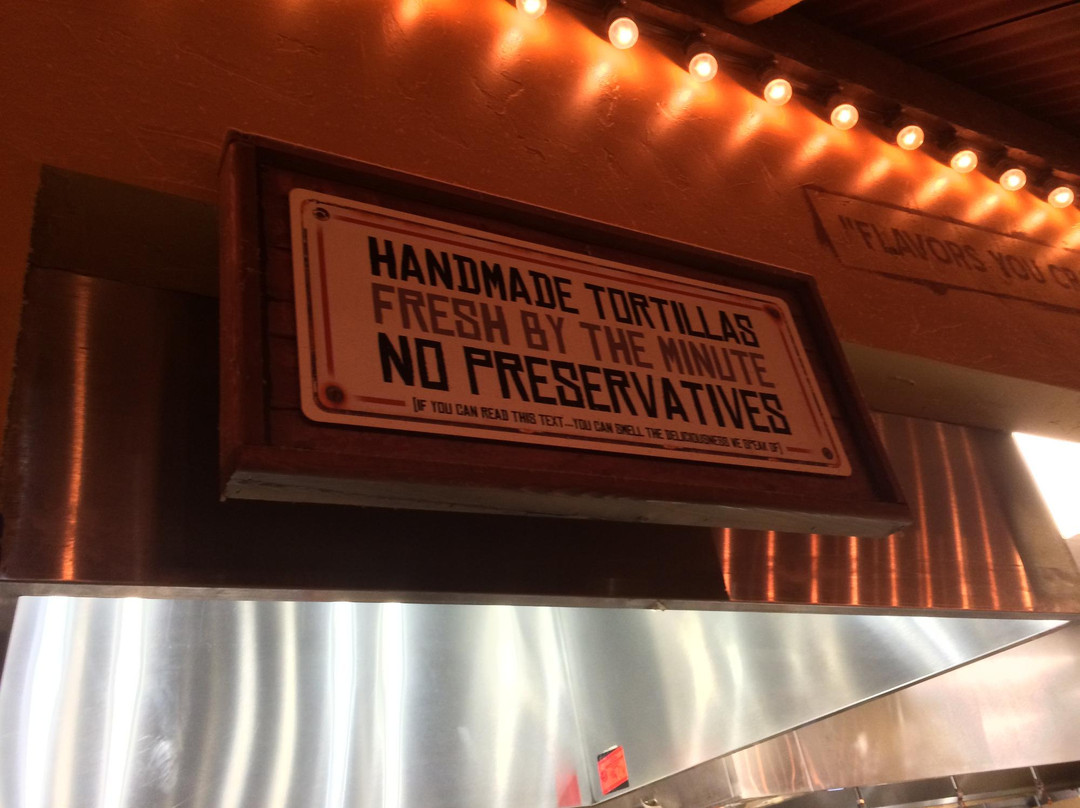 HANDMADE TORTILLAS
FRESH BY THE MINUTE
NO PRESERVATIVES
(IF YOU CAN READ THIS TEXT...YOU CAN SMELL THE DELICIOUSNESS WE SPEAK OF)
"FLAVORS YOU